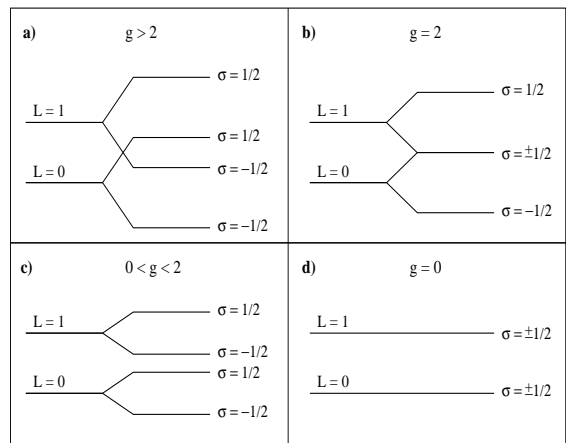 a) g > 2
σ = 1/2
L = 1
σ = 1/2
σ = −1/2
L = 0
σ = −1/2
b) g = 2
σ = 1/2
L = 1
σ = ±1/2
L = 0
σ = −1/2
c) 0 < g < 2
σ = 1/2
L = 1
σ = −1/2
σ = 1/2
L = 0
σ = −1/2
d) g = 0
L = 1
σ = ±1/2
L = 0
σ = ±1/2